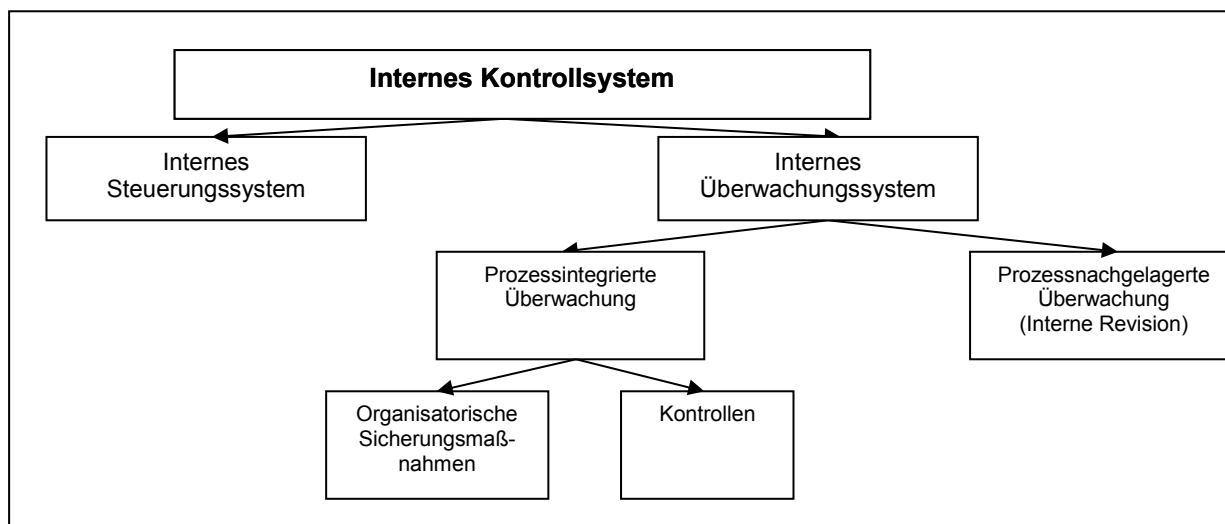 Internes Kontrollsystem
Internes
Steuerungssystem
Internes
Überwachungssystem
Prozessintegrierte
Überwachung
Prozessnachgelagerte
Überwachung
(Interne Revision)
Organisatorische
Sicherungsmaß-
nahmen
Kontrollen